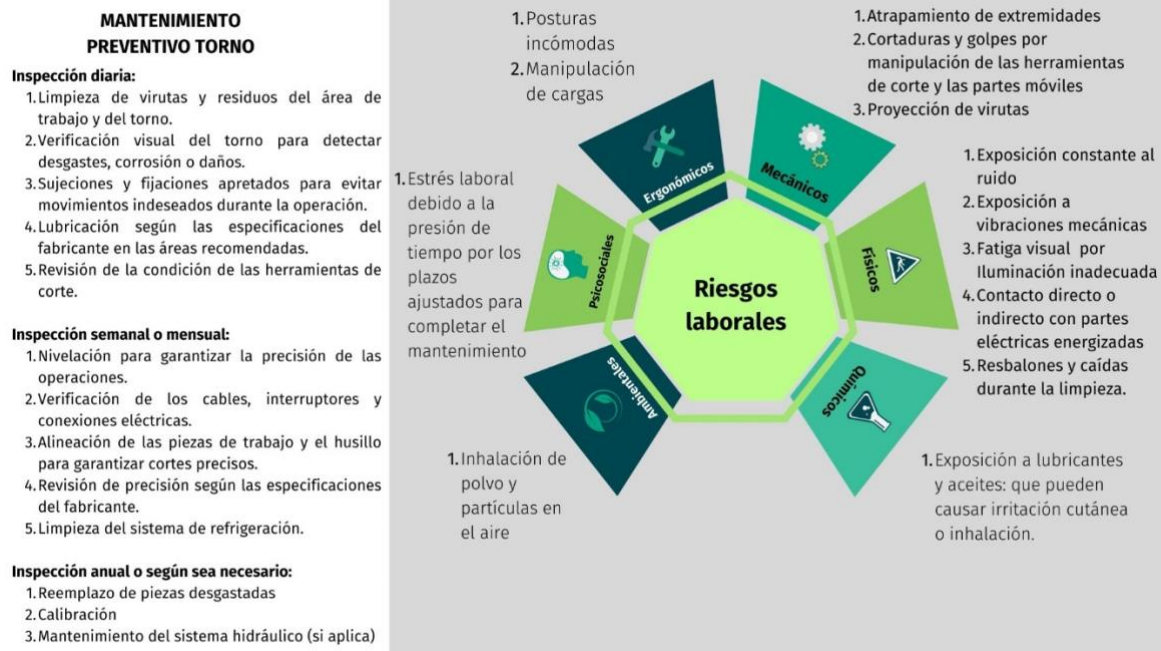 MANTENIMIENTO
PREVENTIVO TORNO
Inspección diaria:
1.Limpieza de virutas y residuos del área de
trabajo y del torno.
2.Verificación visual del torno para detectar
desgastes, corrosión o daños.
3.Sujeciones y fijaciones apretados para evitar
movimientos indeseados durante la operación.
4.Lubricación según las especificaciones del
fabricante en las áreas recomendadas.
5.Revisión de la condición de las herramientas de
corte.
Inspección semanal o mensual:
1.Nivelación para garantizar la precisión de las
operaciones.
2.Verificación de los cables, interruptores y
conexiones eléctricas.
3.Alineación de las piezas de trabajo y el husillo
para garantizar cortes precisos.
4.Revisión de precisión según las especificaciones
del fabricante.
5.Limpieza del sistema de refrigeración.
Inspección anual o según sea necesario:
1.Reemplazo de piezas desgastadas
2.Calibración
3.Mantenimiento del sistema hidráulico (si aplica)
1.Posturas
incómodas
2.Manipulación
de cargas
Ergonómicos
1.Atrapamiento de extremidades
2.Cortaduras y golpes por
manipulación de las herramientas
de corte y las partes móviles
3.Proyección de virutas
Mecánicos
1.Estrés laboral
debido a la
presión de
tiempo por los
plazos
ajustados para
completar el
mantenimiento
Psicosociales
Riesgos
laborales
Físicos
1.Exposición constante al
ruido
2.Exposición a
vibraciones mecánicas
3.Fatiga visual por
Iluminación inadecuada
4.Contacto directo o
indirecto con partes
eléctricas energizadas
5.Resbalones y caídas
durante la limpieza.
Ambientales
1.Inhalación de
polvo y
partículas en
el aire
Químicos
1.Exposición a lubricantes
y aceites: que pueden
causar irritación cutánea
o inhalación.